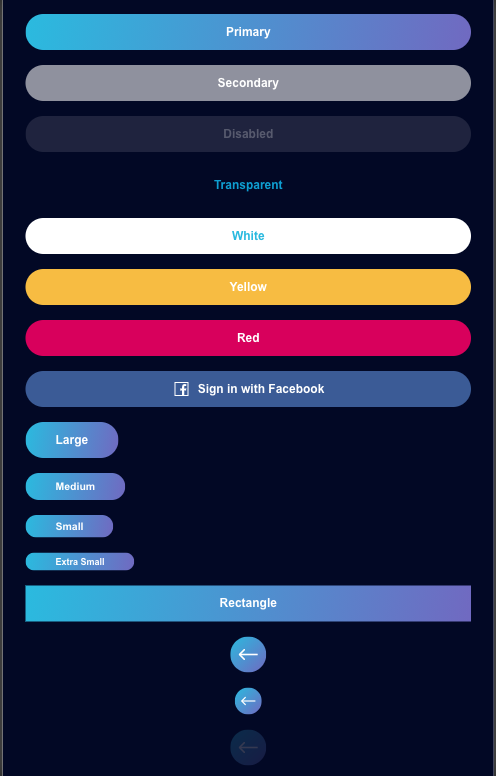 Primary
Secondary
Disabled
Transparent
White
Yellow
Red
Sign in with Facebook
Large
Medium
Small
Extra Small
Rectangle